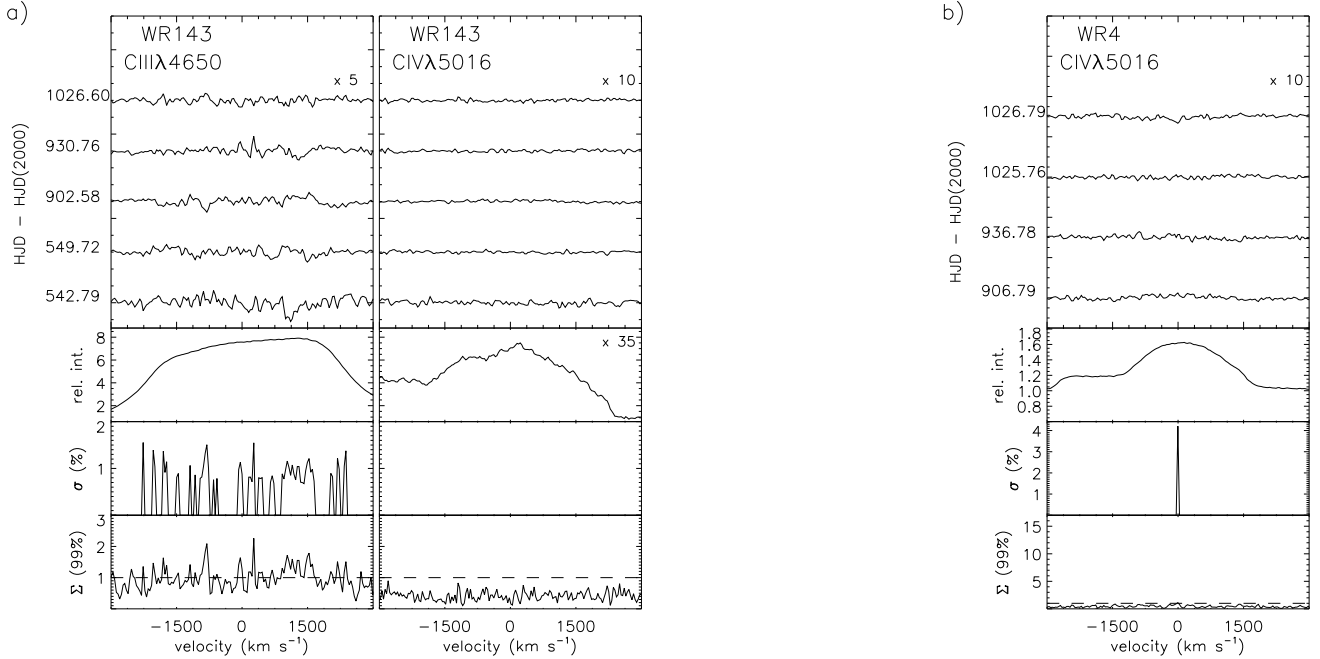 a)
WR143
CIIIλ4650
x 5
1026.60
930.76
902.58
549.72
542.79
HJD − HJD(2000)
8
6
4
2
rel. int.
2
1
σ (%)
3
2
1
Σ (99%)
−1500 0 1500
velocity (km s⁻¹)
WR143
CIVλ5016
x 10
x 35
−1500 0 1500
velocity (km s⁻¹)
b)
WR4
CIVλ5016
x 10
1026.79
1025.76
936.78
906.79
HJD − HJD(2000)
1.8
1.6
1.4
1.2
1.0
0.8
rel. int.
4
3
2
1
σ (%)
15
10
5
Σ (99%)
−1500 0 1500
velocity (km s⁻¹)